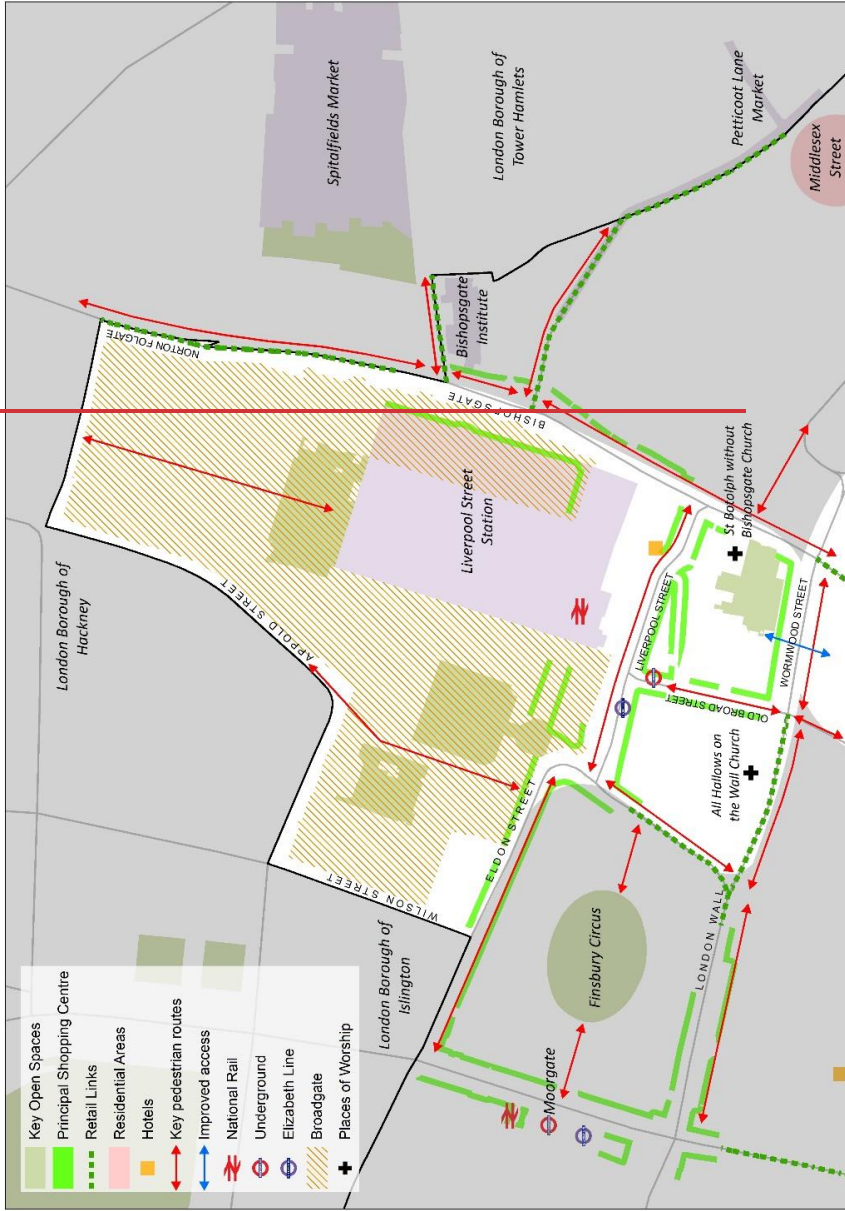 Key Open Spaces
Principal Shopping Centre
Retail Links
Residential Areas
Hotels
Key pedestrian routes
Improved access
National Rail
Underground
Elizabeth Line
Broadgate
Places of Worship
London Borough of
Hackney
London Borough of
Islington
Spitalfields Market
London Borough of
Tower Hamlets
Petticoat Lane
Market
Middlesex
Street
Bishopsgate
Institute
NORTON FOLGATE
BISHOPSGATE
APPOLD STREET
WILSON STREET
ELDON STREET
Liverpool Street
Station
LIVERPOOL STREET
St Botolph without
Bishopsgate Church
WORMWOOD STREET
OLD BROAD STREET
All Hallows on
the Wall Church
LONDON WALL
Finsbury Circus
Moorgate